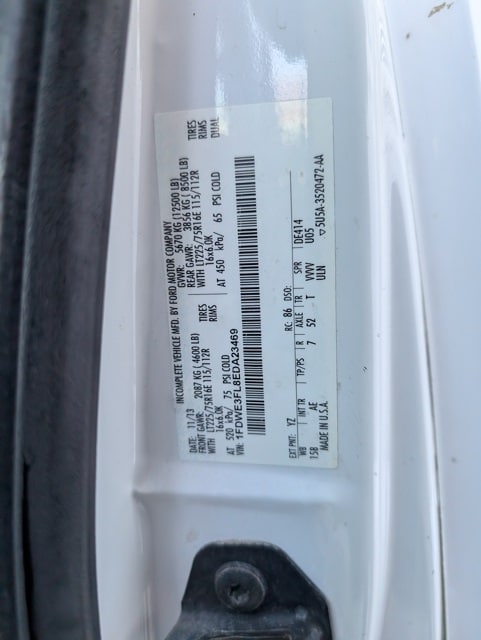 INCOMPLETE VEHICLE MFD. BY FORD MOTOR COMPANY
DATE: 11/13 GVWR: 5670 KG (12500 LB)
FRONT GAWR: 2087 KG ( 4600 LB) REAR GAWR: 3856 KG ( 8500 LB)
WITH LT225/75R16E 115/112R TIRES WITH LT225/75R16E 115/112R TIRES
16x6.0K RIMS 16x6.0K RIMS
AT 520 kPa/ 75 PSI COLD AT 450 kPa/ 65 PSI COLD DUAL
VIN: 1FDWE3FL8EDA23469
EXT PNT: YZ RC: 86 DSO:
WB INT TR TP/PS R AXLE TR SPR DE414
158 AE 7 52 T VWV U05
MADE IN U.S.A. ULN ▽5U5A-3520472-AA